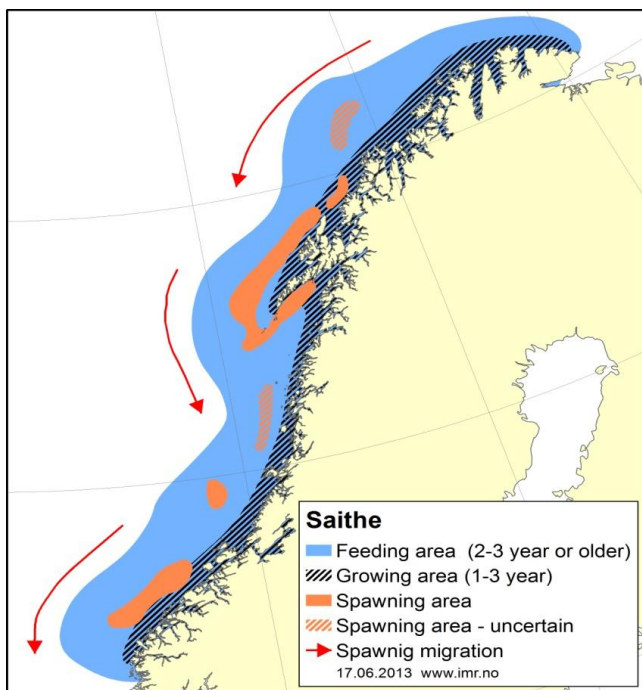 Saithe
Feeding area (2-3 year or older)
Growing area (1-3 year)
Spawning area
Spawning area - uncertain
Spawnig migration
17.06.2013 www.imr.no